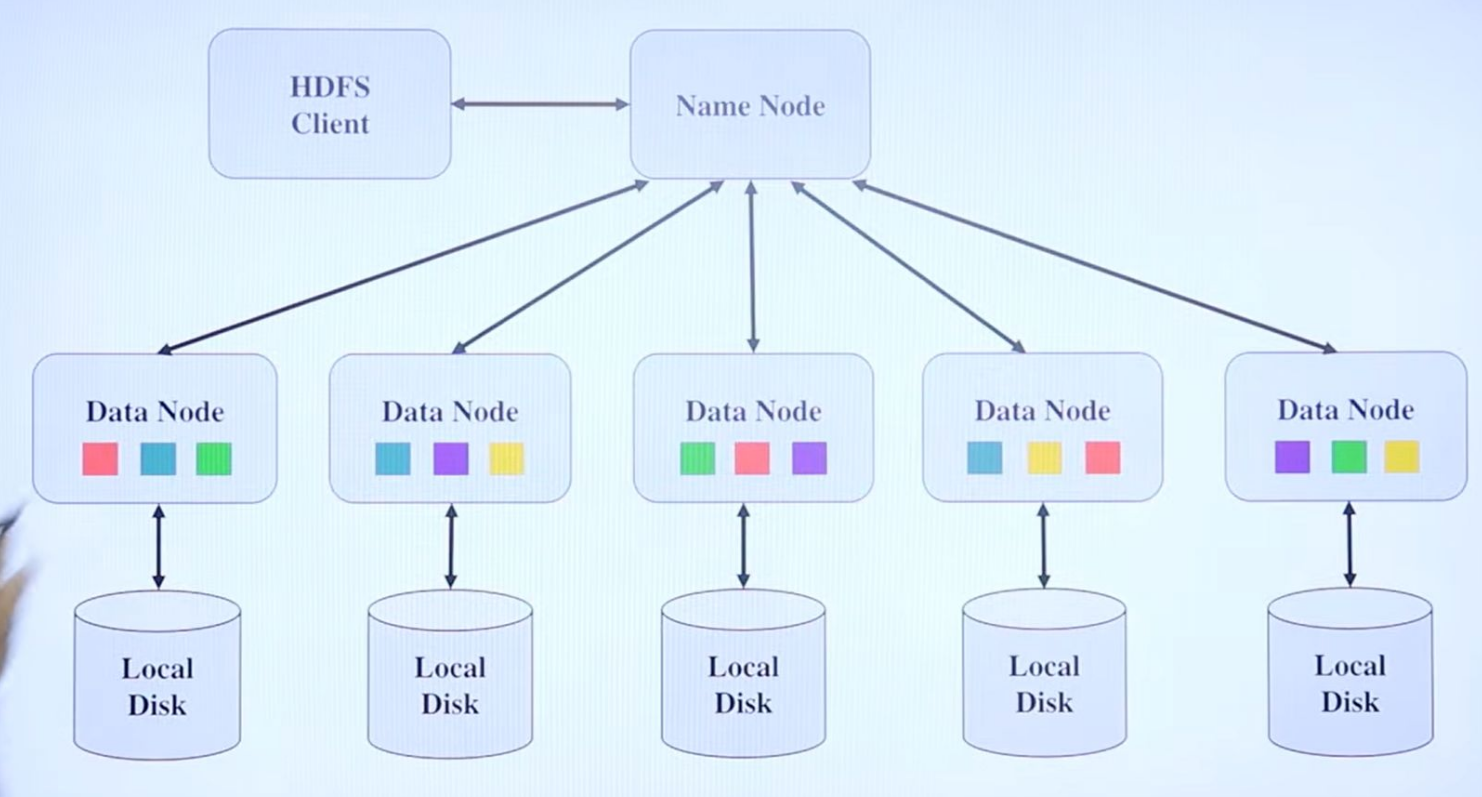 HDFS
Client
Name Node
Data Node
Data Node
Data Node
Data Node
Data Node
Local
Disk
Local
Disk
Local
Disk
Local
Disk
Local
Disk